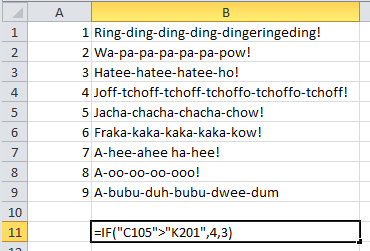 A B
1 1 Ring-ding-ding-ding-dingeringeding!
2 2 Wa-pa-pa-pa-pa-pa-pow!
3 3 Hatee-hatee-hatee-ho!
4 4 Joff-tchoff-tchoff-tchoffo-tchoffo-tchoff!
5 5 Jacha-chacha-chacha-chow!
6 6 Fraka-kaka-kaka-kaka-kow!
7 7 A-hee-ahee ha-hee!
8 8 A-oo-oo-oo-ooo!
9 9 A-bubu-duh-bubu-dwee-dum
10
11 =IF("C105">"K201",4,3)